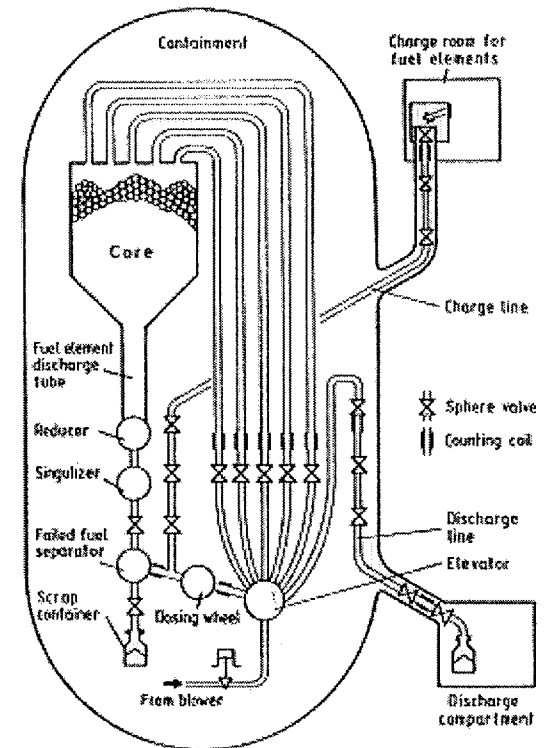 Containment
Charge room for
fuel elements
Core
Charge line
Fuel element
discharge
tube
Sphere valve
Reducer
Counting coil
Singulizer
Discharge
line
Failed fuel
separator
Elevator
Scrap
container
Dosing wheel
From blower
Discharge
compartment